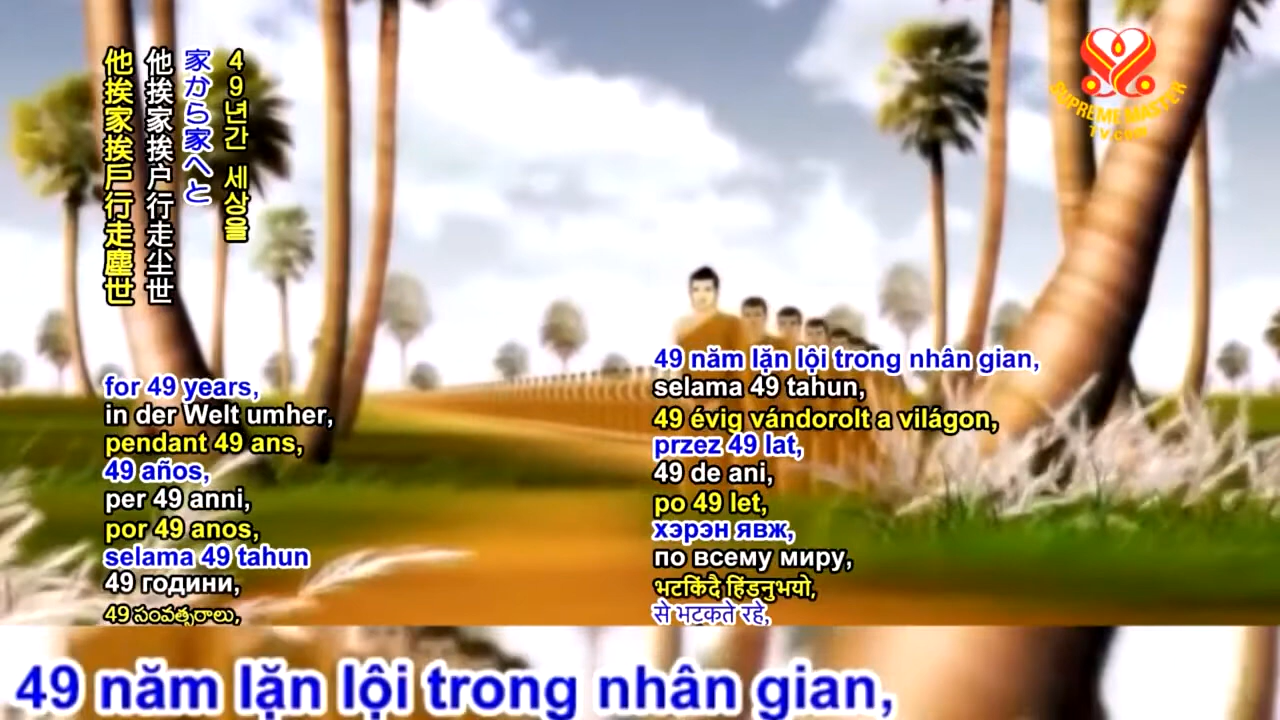 49년간 세상을
家から家へと
他挨家挨户行走尘世
他挨家挨戶行走塵世
SUPREME MASTER
TV.com
for 49 years,
in der Welt umher,
pendant 49 ans,
49 años,
per 49 anni,
por 49 anos,
selama 49 tahun
49 години,
49 సంవత్సరాలు,
49 năm lặn lội trong nhân gian,
selama 49 tahun,
49 évig vándorolt a világon,
przez 49 lat,
49 de ani,
po 49 let,
хэрэн явж,
по всему миру,
भटकिंदै हिंडनुभयो,
से भटकते रहे,
49 năm lặn lội trong nhân gian,